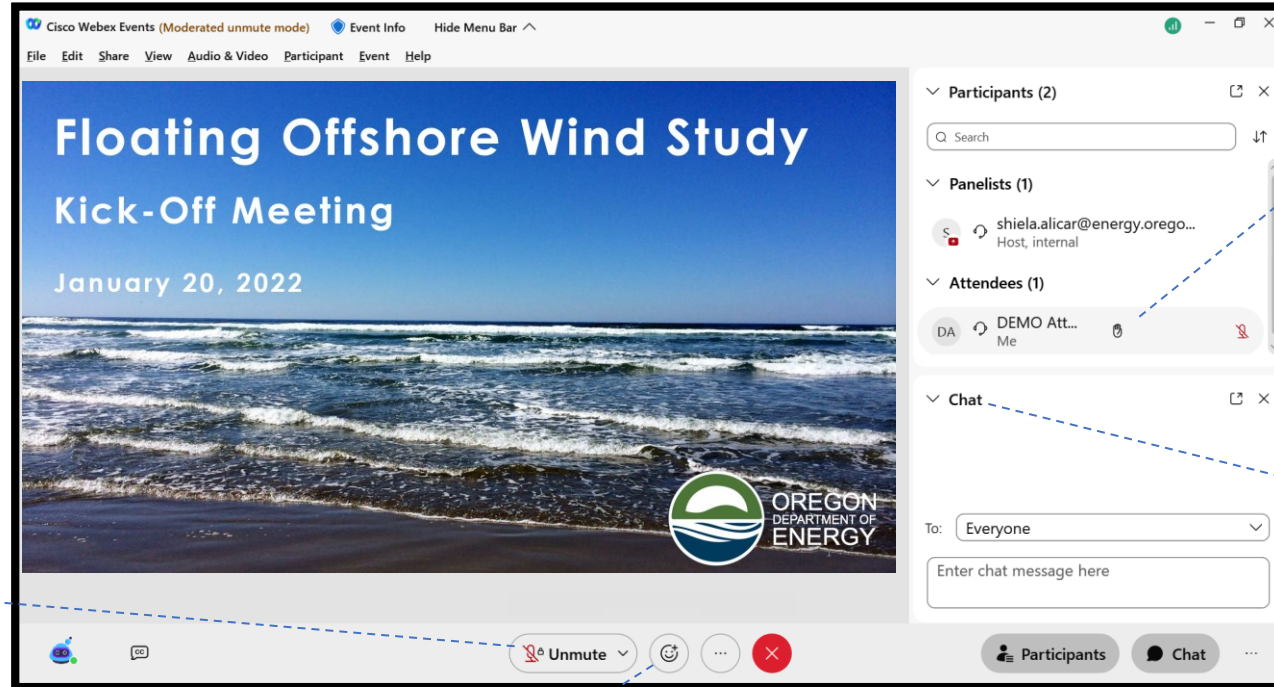 Cisco Webex Events (Moderated unmute mode) Event Info Hide Menu Bar
File Edit Share View Audio & Video Participant Event Help
Floating Offshore Wind Study
Kick-Off Meeting
January 20, 2022
OREGON
DEPARTMENT OF
ENERGY
Participants (2)
Search
Panelists (1)
S
shiela.alicar@energy.orego...
Host, internal
Attendees (1)
DA
DEMO Att...
Me
Chat
To: Everyone
Enter chat message here
CC
Unmute
Participants
Chat